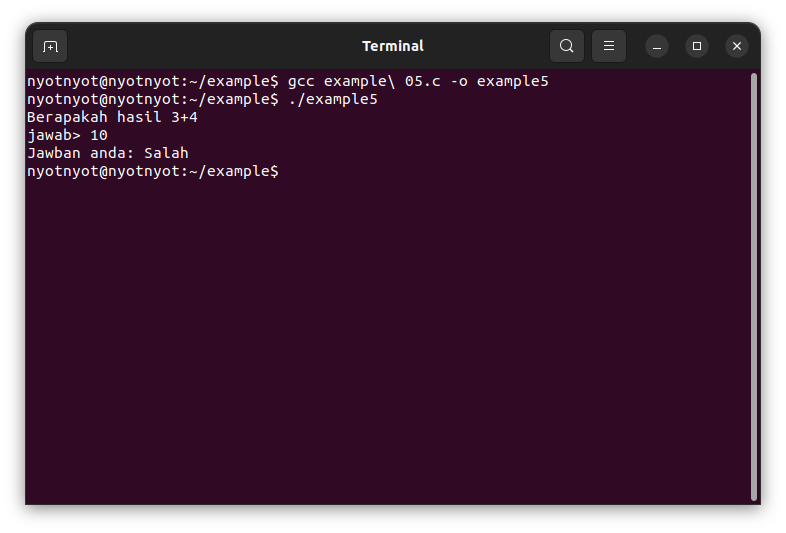 Terminal
nyotnyot@nyotnyot:~/example$ gcc example\ 05.c -o example5
nyotnyot@nyotnyot:~/example$ ./example5
Berapakah hasil 3+4
jawab> 10
Jawban anda: Salah
nyotnyot@nyotnyot:~/example$